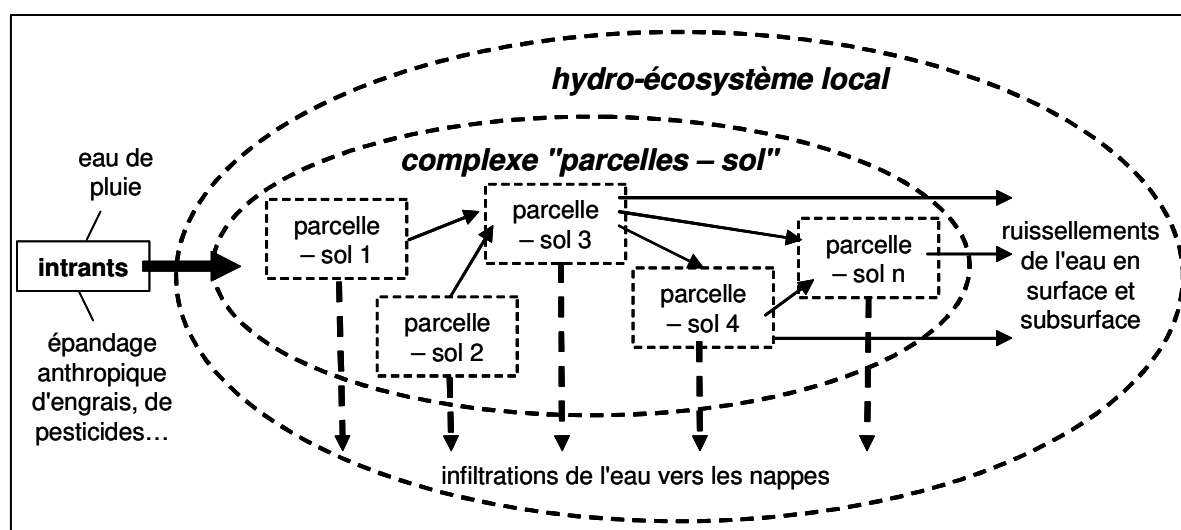 hydro-écosystème local
complexe "parcelles – sol"
eau de
pluie
intrants
épandage
anthropique
d'engrais, de
pesticides…
parcelle
– sol 1
parcelle
– sol 2
parcelle
– sol 3
parcelle
– sol 4
parcelle
– sol n
ruissellements
de l'eau en
surface et
subsurface
infiltrations de l'eau vers les nappes